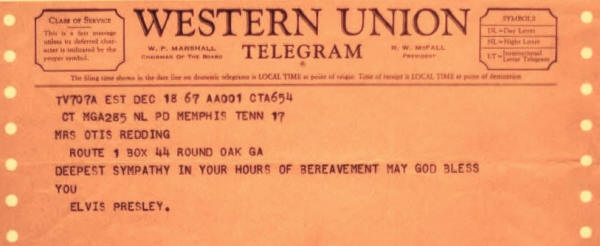 CLASS OF SERVICE
This is a fast message
unless its deferred char-
acter is indicated by the
proper symbol.
WESTERN UNION
TELEGRAM
W. P. MARSHALL
CHAIRMAN OF THE BOARD
R. W. McFALL
PRESIDENT
SYMBOLS
DL=Day Letter
NL=Night Letter
LT=International
Letter Telegram
The filing time shown in the date line on domestic telegrams is LOCAL TIME at point of origin. Time of receipt is LOCAL TIME at point of destination
TV707A EST DEC 18 67 AA001 CTA654
CT MGA285 NL PD MEMPHIS TENN 17
MRS OTIS REDDING
ROUTE 1 BOX 44 ROUND OAK GA
DEEPEST SYMPATHY IN YOUR HOURS OF BEREAVEMENT MAY GOD BLESS
YOU
ELVIS PRESLEY.